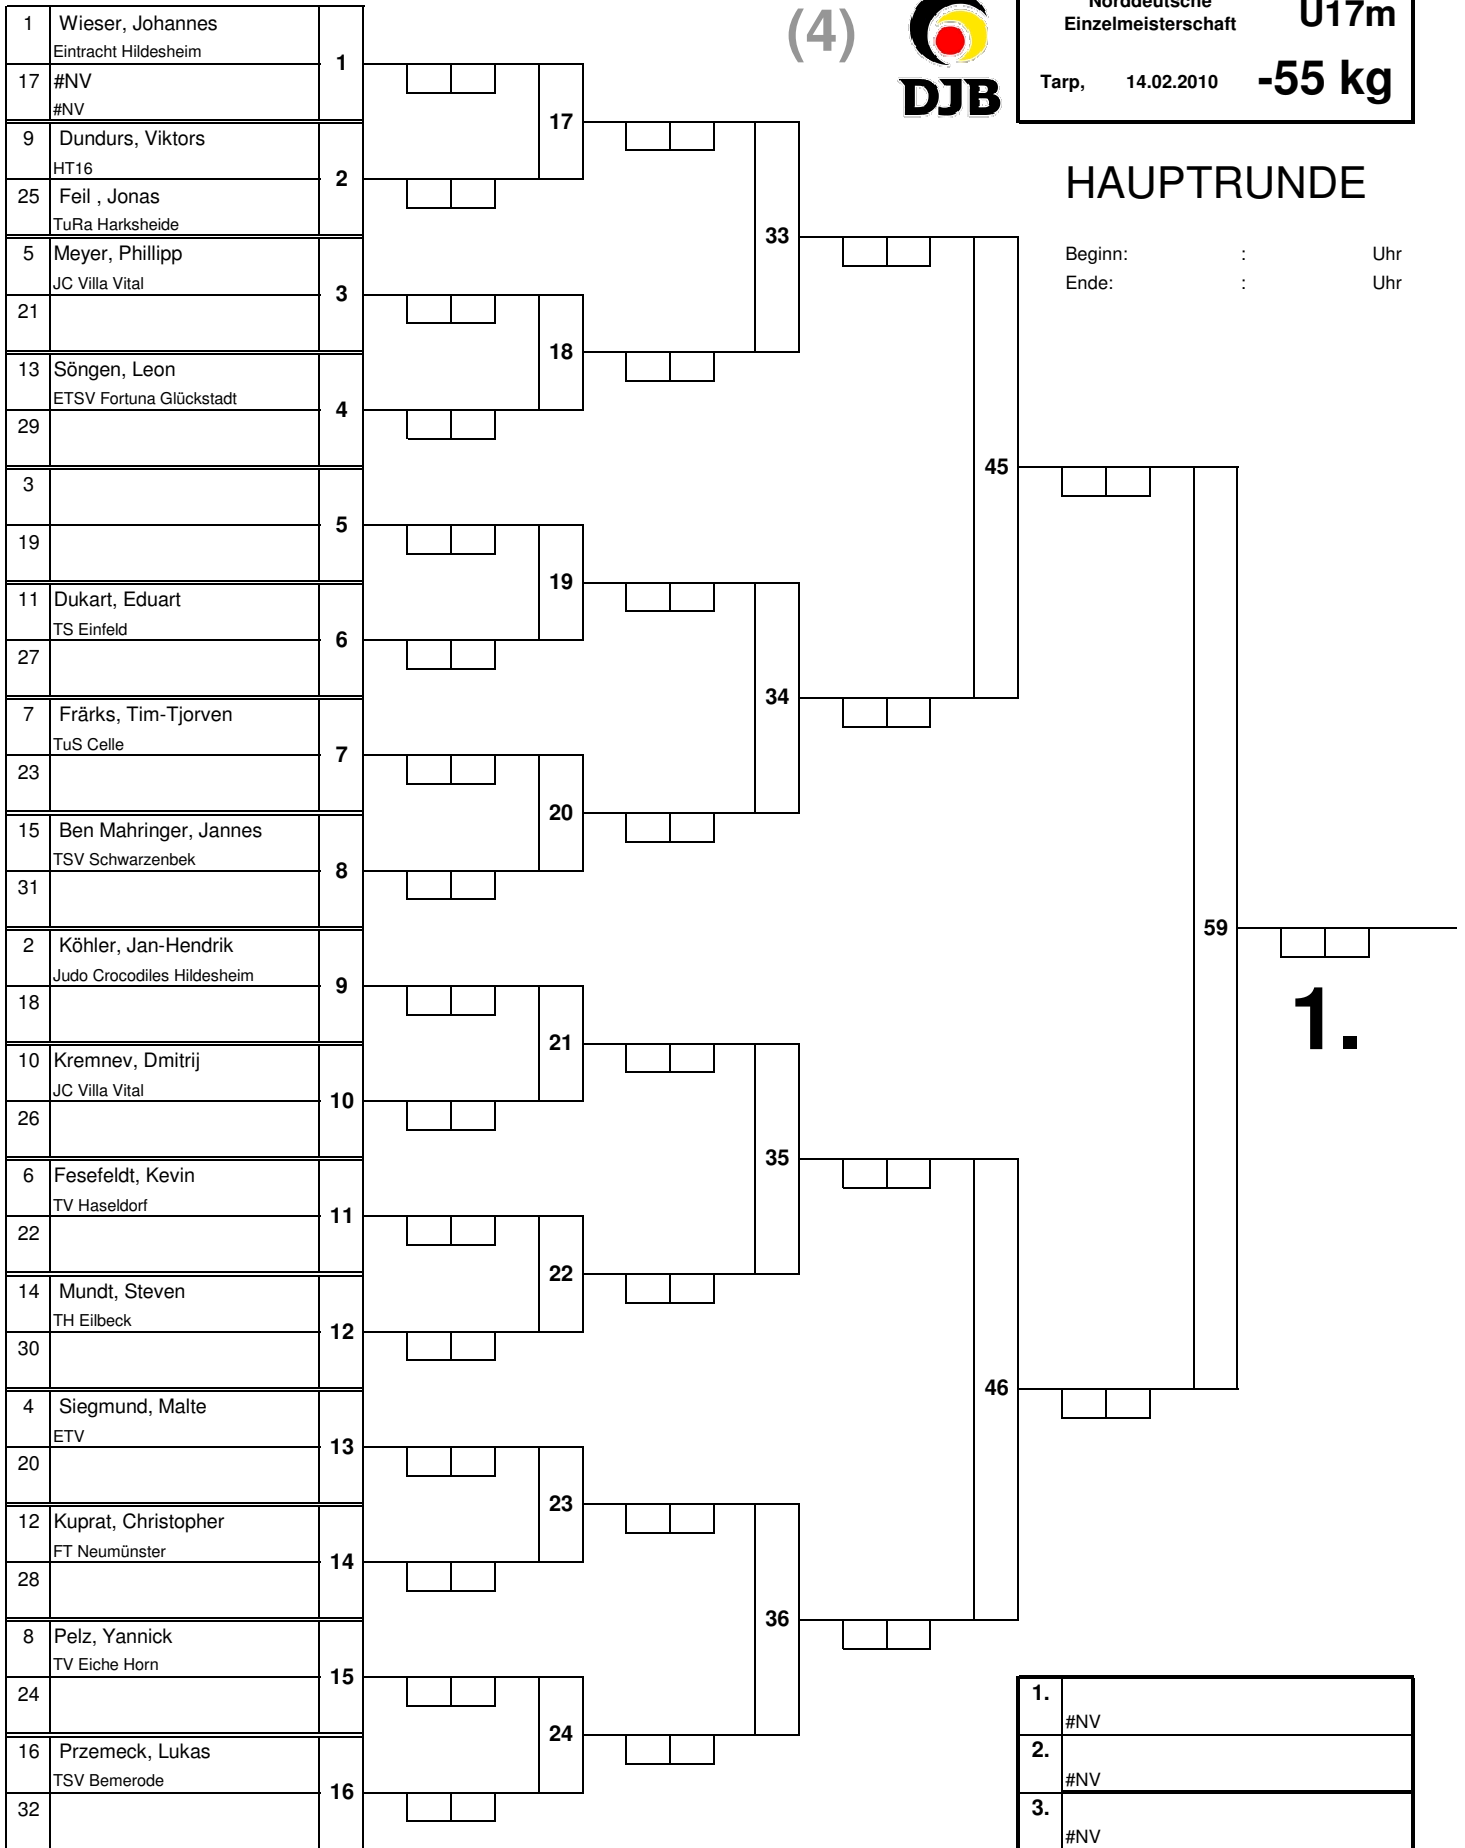 (4)
DJB
Norddeutsche
Einzelmeisterschaft
U17m
Tarp, 14.02.2010 -55 kg
HAUPTRUNDE
Beginn: : Uhr
Ende: : Uhr
1 Wieser, Johannes
Eintracht Hildesheim
1
17 #NV
#NV
9 Dundurs, Viktors
HT16
2
25 Feil , Jonas
TuRa Harksheide
5 Meyer, Phillipp
JC Villa Vital
3
21
13 Söngen, Leon
ETSV Fortuna Glückstadt
4
29
3
5
19
11 Dukart, Eduart
TS Einfeld
6
27
7 Frärks, Tim-Tjorven
TuS Celle
7
23
15 Ben Mahringer, Jannes
TSV Schwarzenbek
8
31
2 Köhler, Jan-Hendrik
Judo Crocodiles Hildesheim
9
18
10 Kremnev, Dmitrij
JC Villa Vital
10
26
6 Fesefeldt, Kevin
TV Haseldorf
11
22
14 Mundt, Steven
TH Eilbeck
12
30
4 Siegmund, Malte
ETV
13
20
12 Kuprat, Christopher
FT Neumünster
14
28
8 Pelz, Yannick
TV Eiche Horn
15
24
16 Przemeck, Lukas
TSV Bemerode
16
32
17
18
19
20
21
22
23
24
33
34
35
36
45
46
59
1.
1.
#NV
2.
#NV
3.
#NV